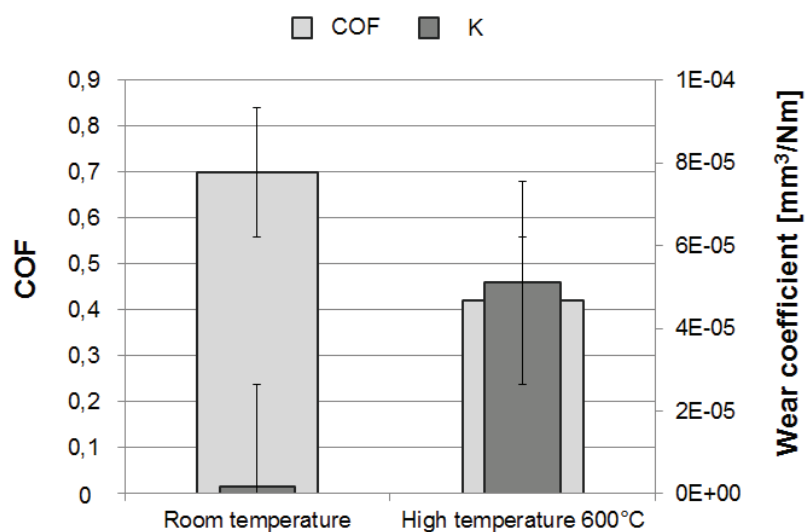 COF K
0,9
0,8
0,7
0,6
0,5
0,4
0,3
0,2
0,1
0
COF
1E-04
8E-05
6E-05
4E-05
2E-05
0E+00
Wear coefficient [mm³/Nm]
Room temperature High temperature 600°C